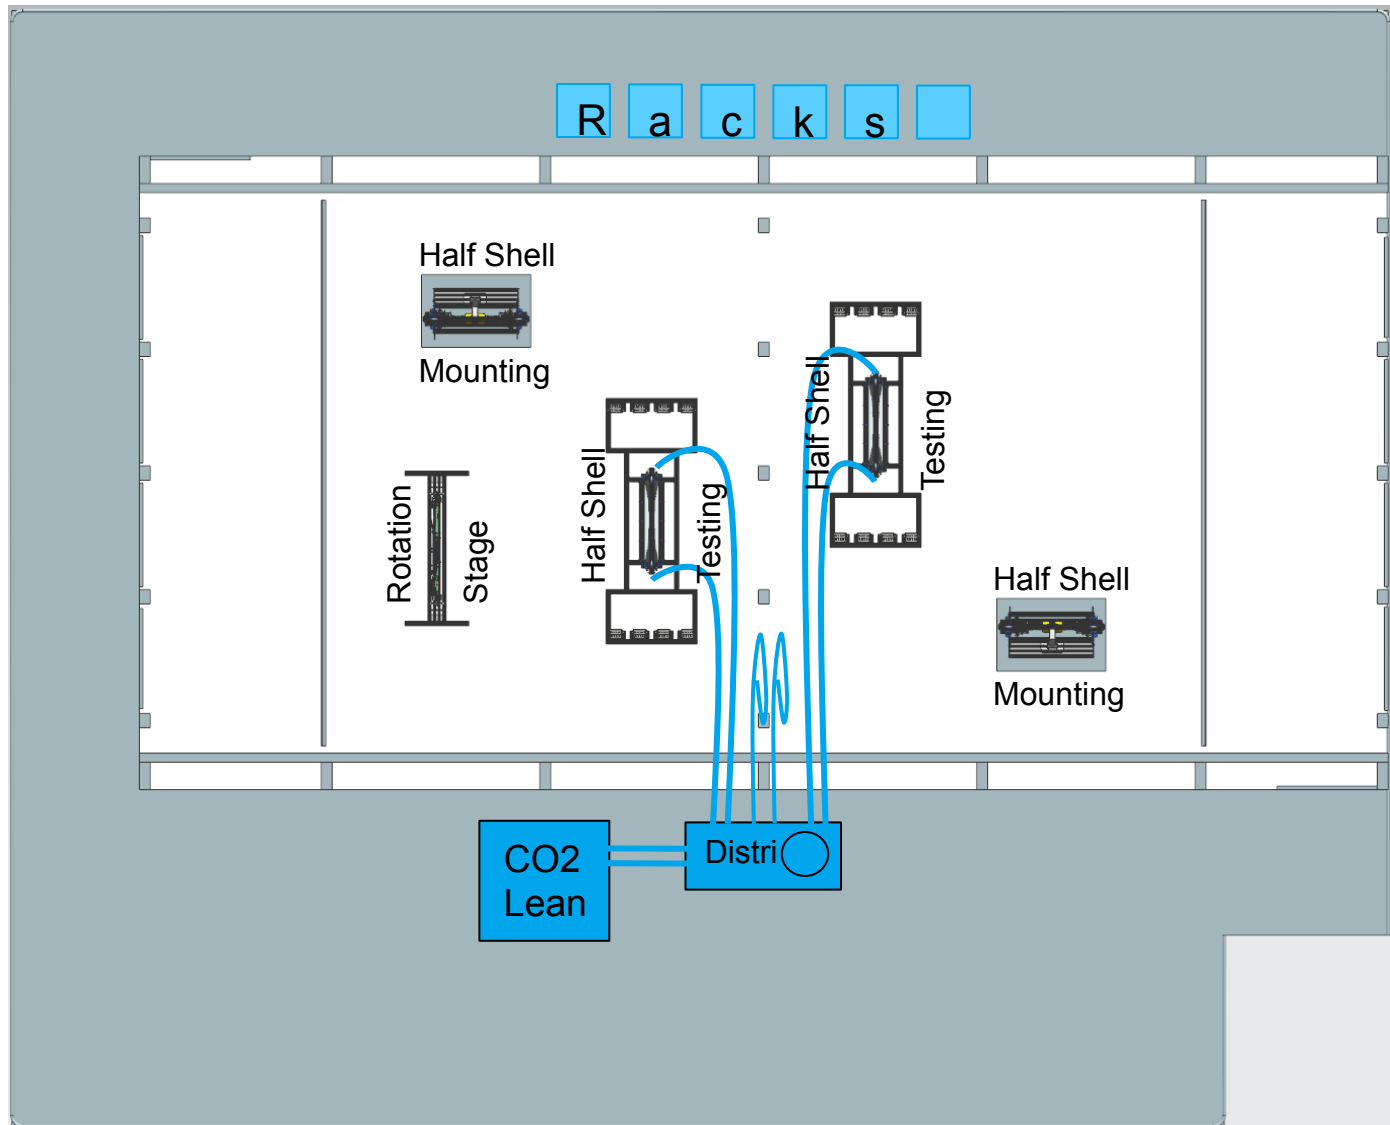 R a c k s
Half Shell
Mounting
Half Shell
Testing
Half Shell
Testing
Rotation
Stage
Half Shell
Mounting
CO2
Lean
Distri